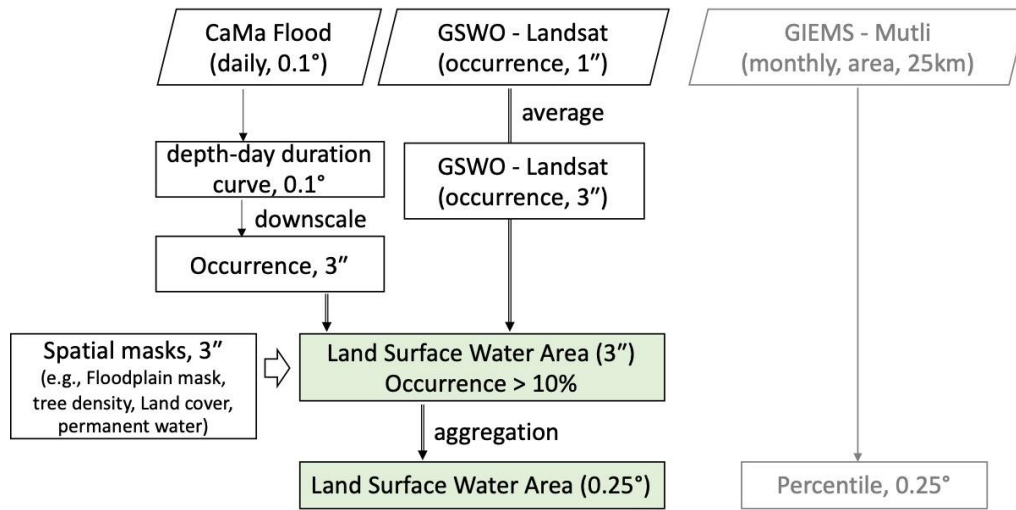 CaMa Flood
(daily, 0.1°)
GSWO - Landsat
(occurrence, 1″)
GIEMS - Mutli
(monthly, area, 25km)
average
depth-day duration
curve, 0.1°
GSWO - Landsat
(occurrence, 3″)
downscale
Occurrence, 3″
Spatial masks, 3″
(e.g., Floodplain mask,
tree density, Land cover,
permanent water)
Land Surface Water Area (3″)
Occurrence > 10%
aggregation
Land Surface Water Area (0.25°)
Percentile, 0.25°